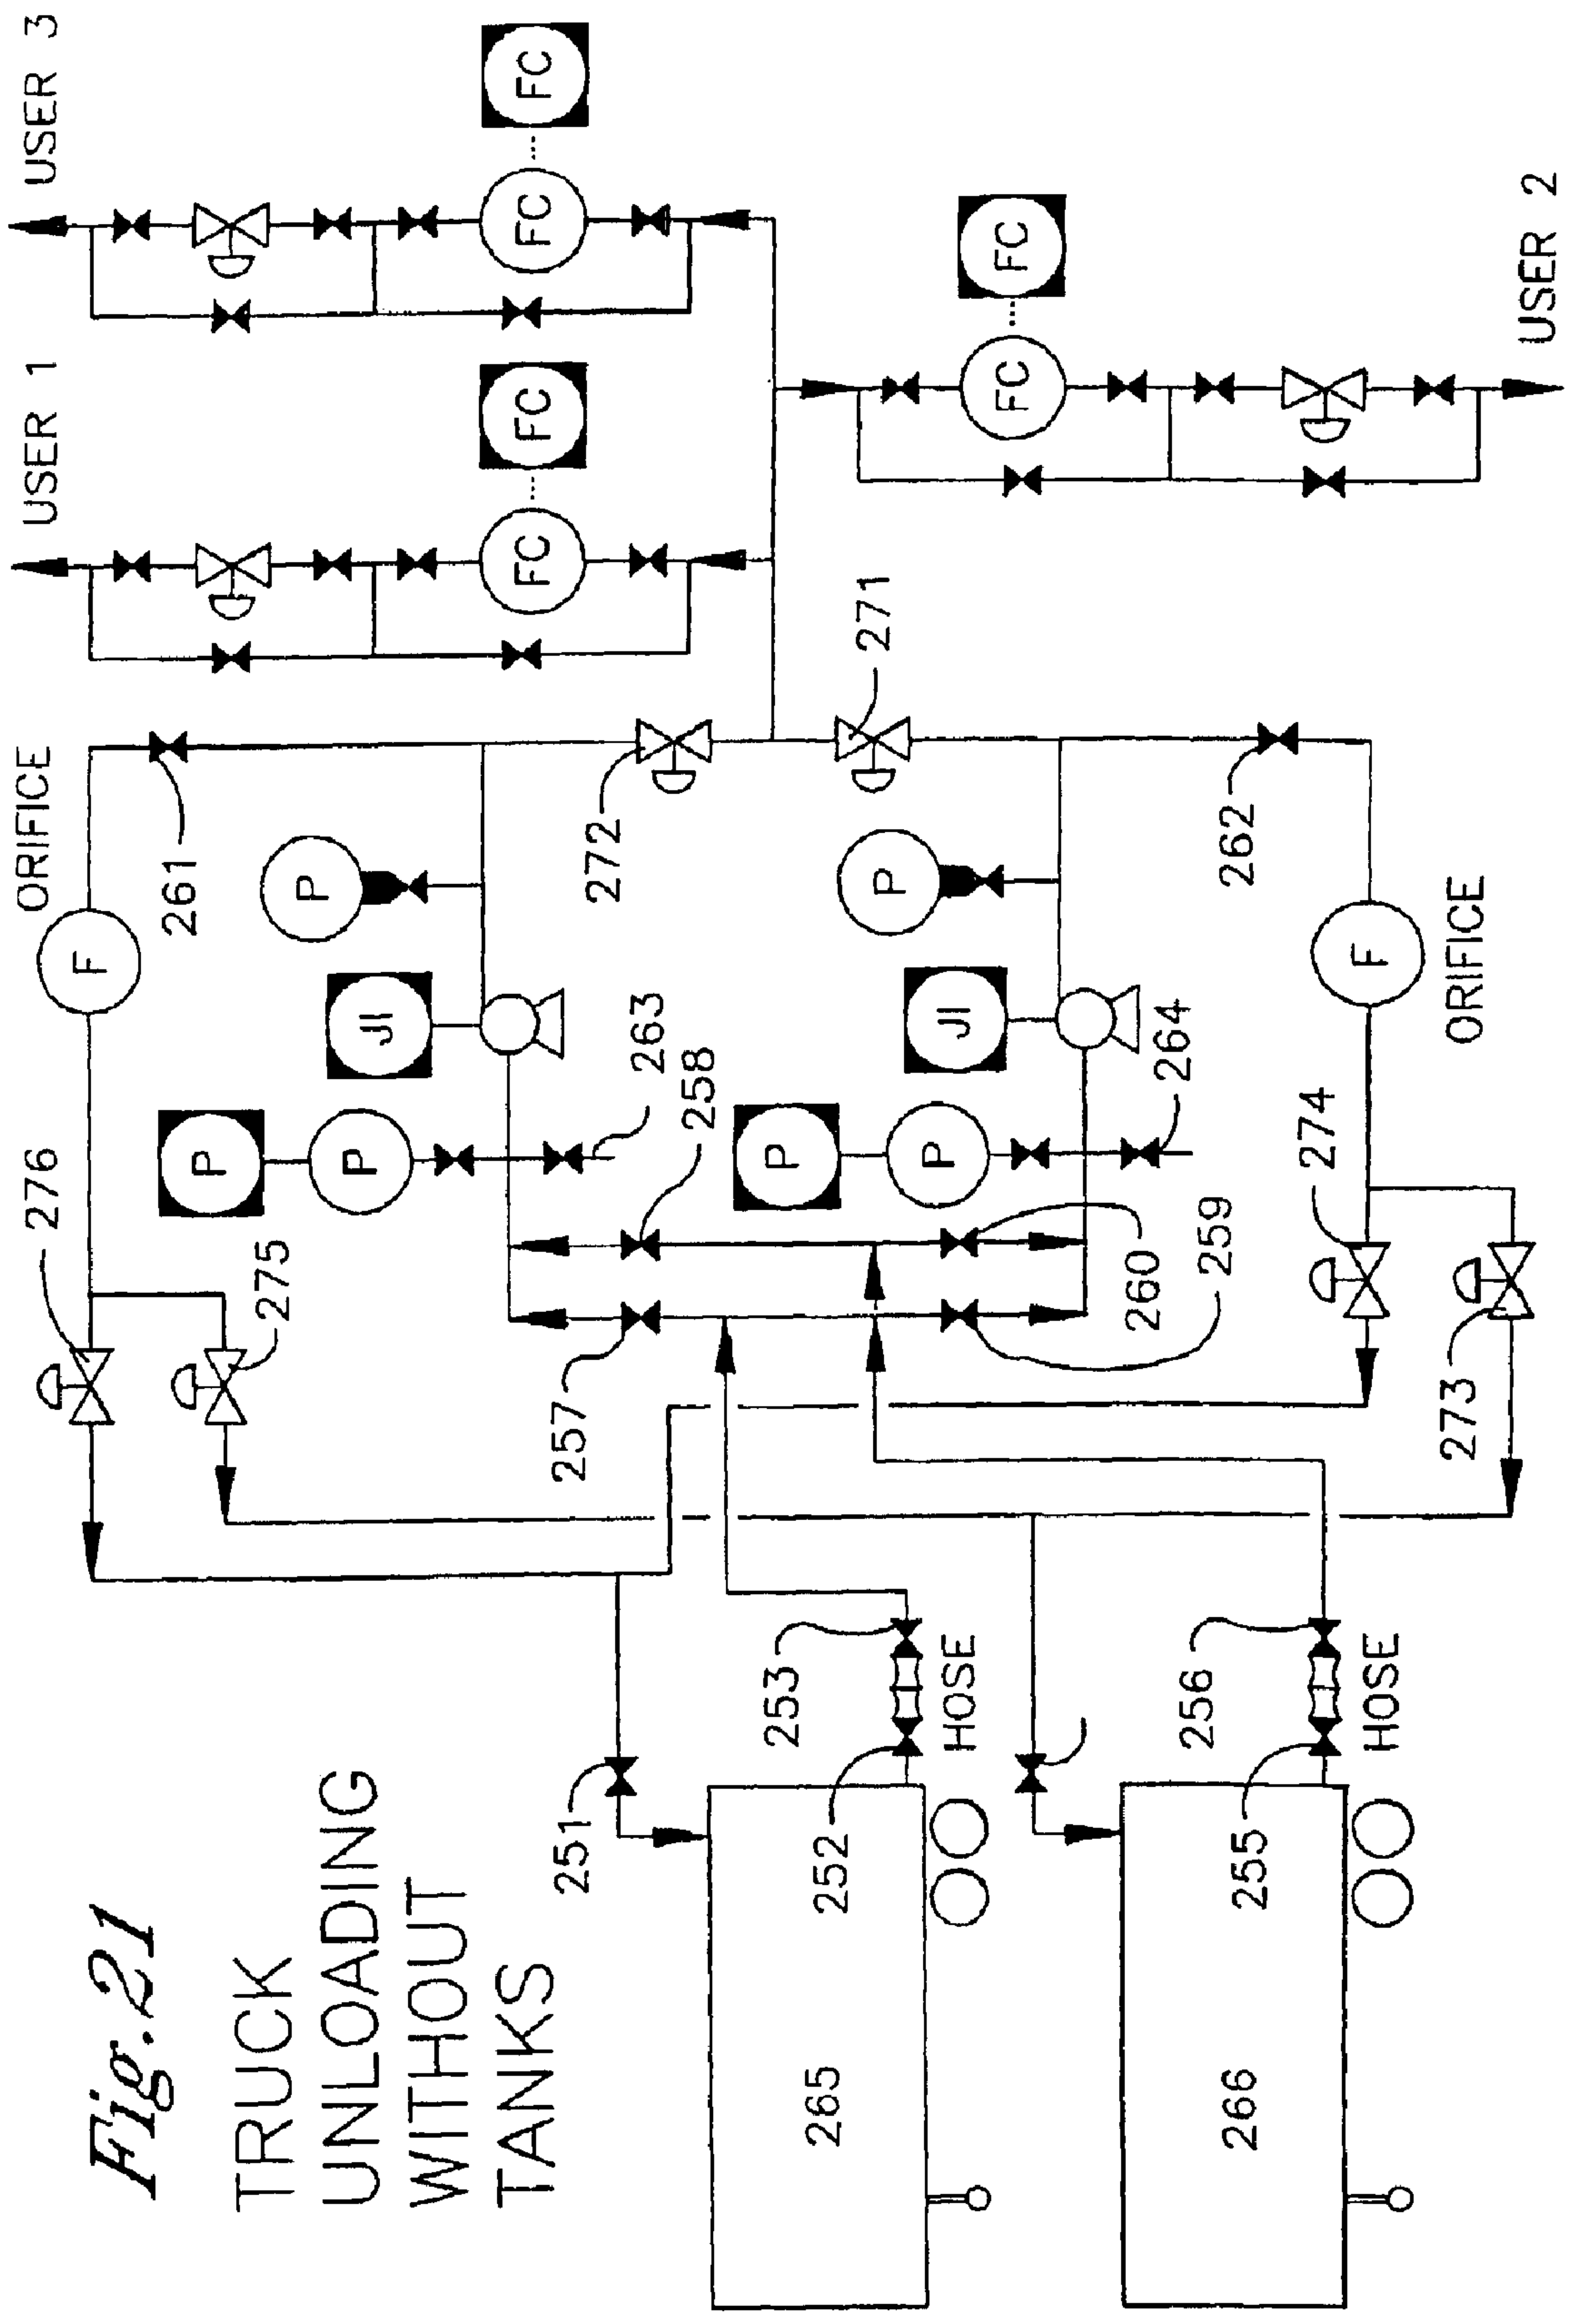 Fig.21
TRUCK
UNLOADING
WITHOUT
TANKS
USER 1
USER 3
USER 2
ORIFICE
ORIFICE
F
F
FC
FC
FC
FC
FC
FC
P
P
P
P
P
P
JI
JI
HOSE
HOSE
251
252
253
255
256
257
258
259
260
261
262
263
264
265
266
271
272
273
274
275
276